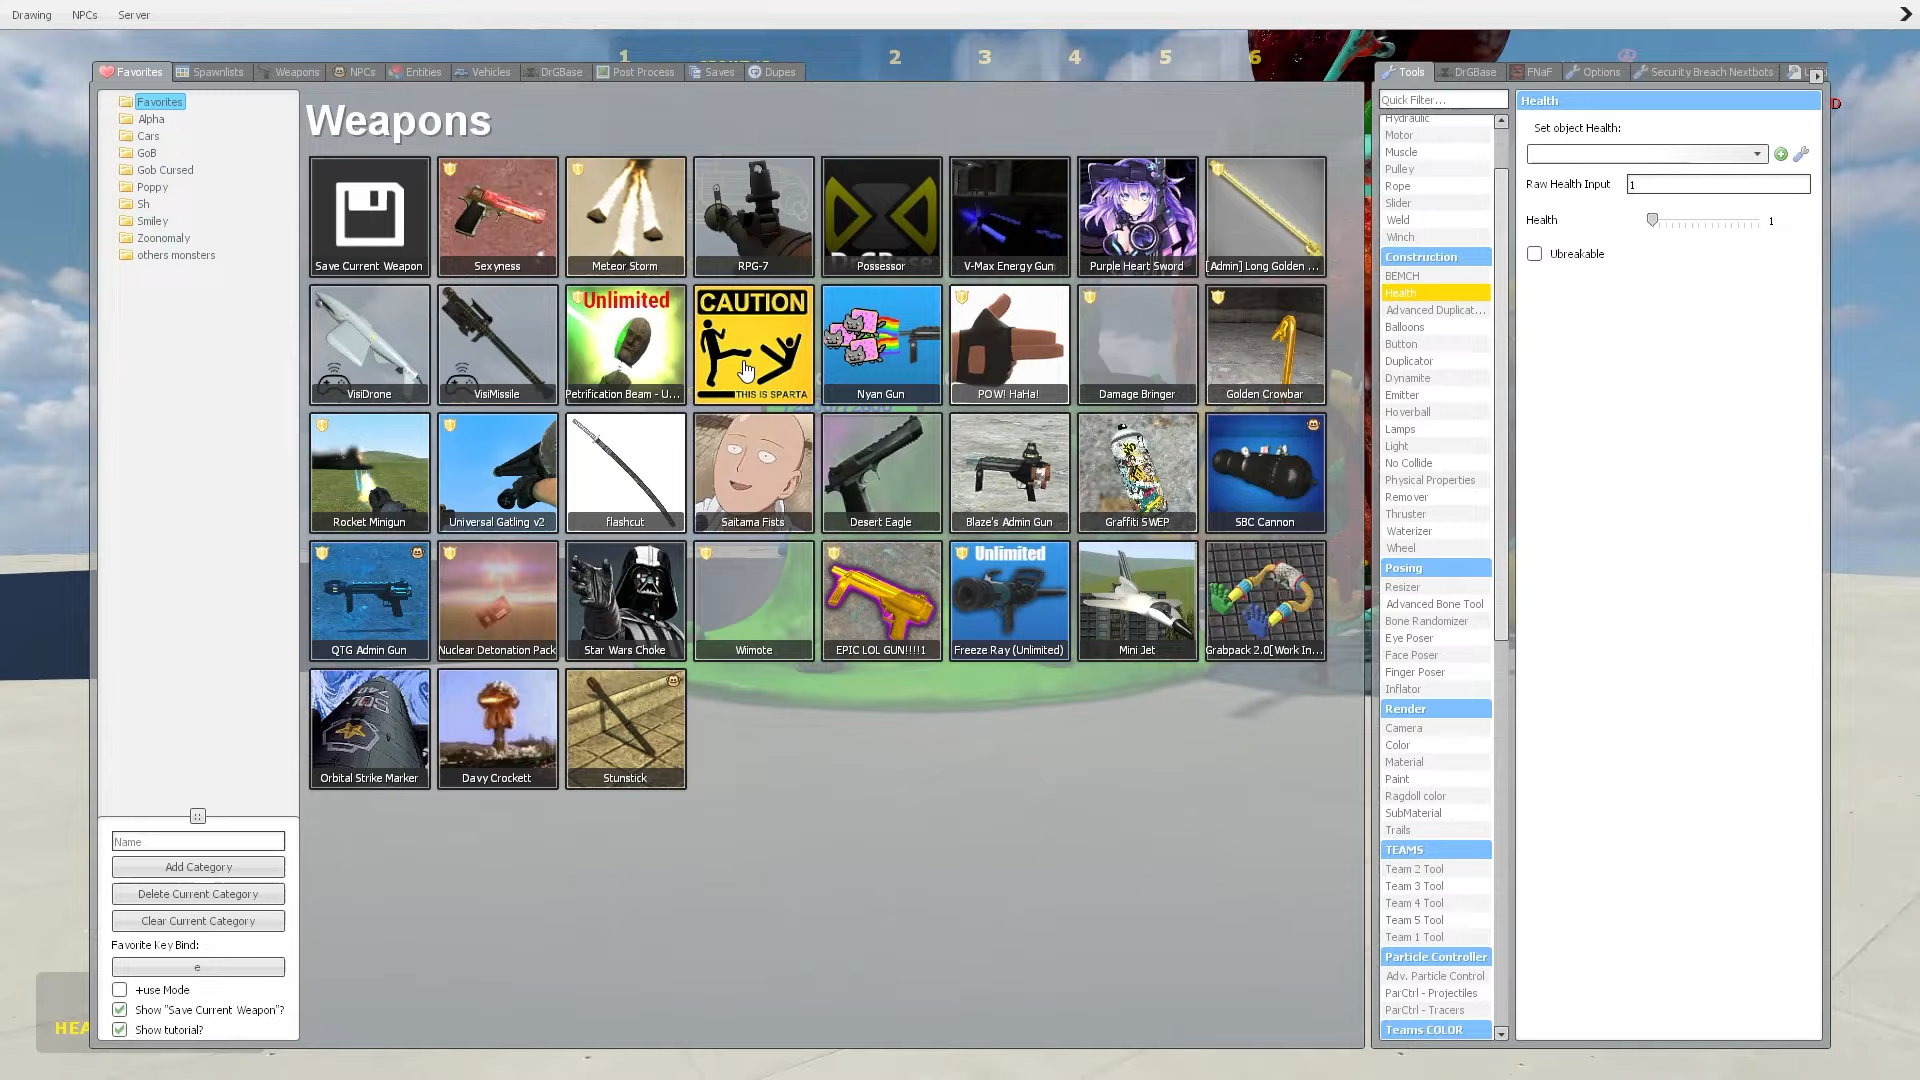 Drawing NPCs Server
1 2 3 4 5 6
Favorites Spawnlists Weapons NPCs Entities Vehicles DrGBase Post Process Saves Dupes
Tools DrGBase FNaF Options Security Breach Nextbots
Favorites
Alpha
Cars
GoB
Gob Cursed
Poppy
Sh
Smiley
Zoonomaly
others monsters
Name
Add Category
Delete Current Category
Clear Current Category
Favorite Key Bind:
e
+use Mode
Show "Save Current Weapon"?
Show tutorial?
HEA
Weapons
Save Current Weapon
Sexyness
Meteor Storm
RPG-7
Possessor
V-Max Energy Gun
Purple Heart Sword
[Admin] Long Golden ...
VisiDrone
VisiMissile
Unlimited
Petrification Beam - U...
CAUTION
THIS IS SPARTA
Nyan Gun
POW! HaHa!
Damage Bringer
Golden Crowbar
Rocket Minigun
Universal Gatling v2
flashcut
Saitama Fists
Desert Eagle
Blaze's Admin Gun
Graffiti SWEP
SBC Cannon
QTG Admin Gun
Nuclear Detonation Pack
Star Wars Choke
Wiimote
EPIC LOL GUN!!!!1
Unlimited
Freeze Ray (Unlimited)
Mini Jet
Grabpack 2.0[Work In...
Orbital Strike Marker
Davy Crockett
Stunstick
Quick Filter...
Hydraulic
Motor
Muscle
Pulley
Rope
Slider
Weld
Winch
Construction
BEMCH
Health
Advanced Duplicat...
Balloons
Button
Duplicator
Dynamite
Emitter
Hoverball
Lamps
Light
No Collide
Physical Properties
Remover
Thruster
Waterizer
Wheel
Posing
Resizer
Advanced Bone Tool
Bone Randomizer
Eye Poser
Face Poser
Finger Poser
Inflator
Render
Camera
Color
Material
Paint
Ragdoll color
SubMaterial
Trails
TEAMS
Team 2 Tool
Team 3 Tool
Team 4 Tool
Team 5 Tool
Team 1 Tool
Particle Controller
Adv. Particle Control
ParCtrl - Projectiles
ParCtrl - Tracers
Teams COLOR
Health
Set object Health:
Raw Health Input 1
Health 1
Ubreakable